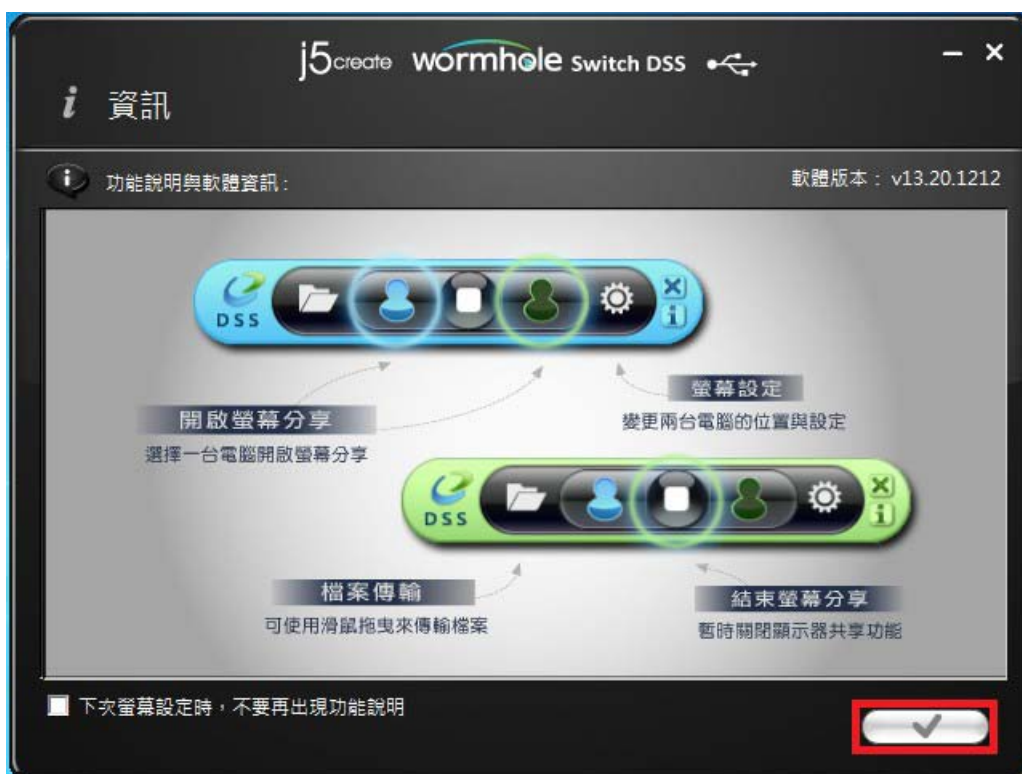 j5create wormhole Switch DSS
i 資訊
功能說明與軟體資訊：
軟體版本： v13.20.1212
DSS
開啟螢幕分享
選擇一台電腦開啟螢幕分享
螢幕設定
變更兩台電腦的位置與設定
DSS
檔案傳輸
可使用滑鼠拖曳來傳輸檔案
結束螢幕分享
暫時關閉顯示器共享功能
下次螢幕設定時，不要再出現功能說明